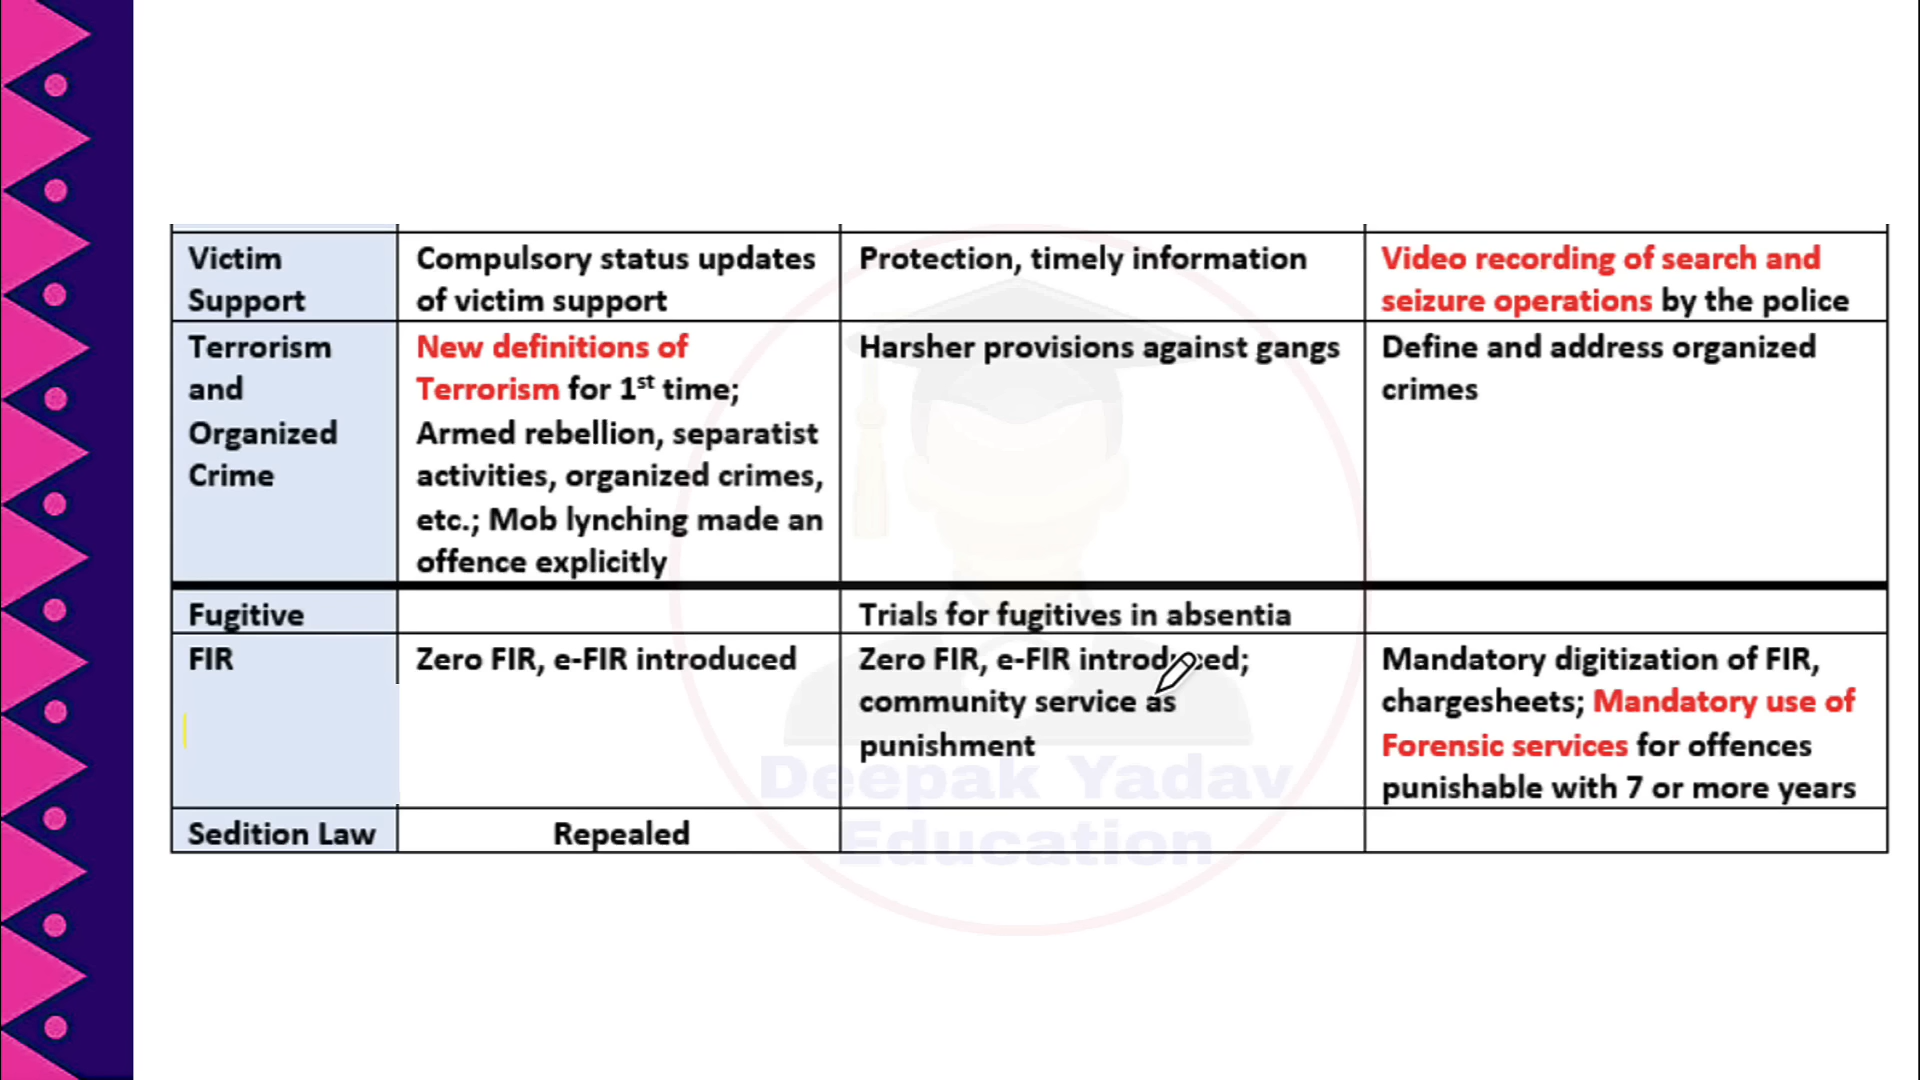 Victim
Support
Compulsory status updates
of victim support
Protection, timely information
Video recording of search and
seizure operations by the police
Terrorism
and
Organized
Crime
New definitions of
Terrorism for 1st time;
Armed rebellion, separatist
activities, organized crimes,
etc.; Mob lynching made an
offence explicitly
Harsher provisions against gangs
Define and address organized
crimes
Fugitive
Trials for fugitives in absentia
FIR
Zero FIR, e-FIR introduced
Zero FIR, e-FIR introduced;
community service as
punishment
Mandatory digitization of FIR,
chargesheets; Mandatory use of
Forensic services for offences
punishable with 7 or more years
Sedition Law
Repealed
Deepak Yadav
Education